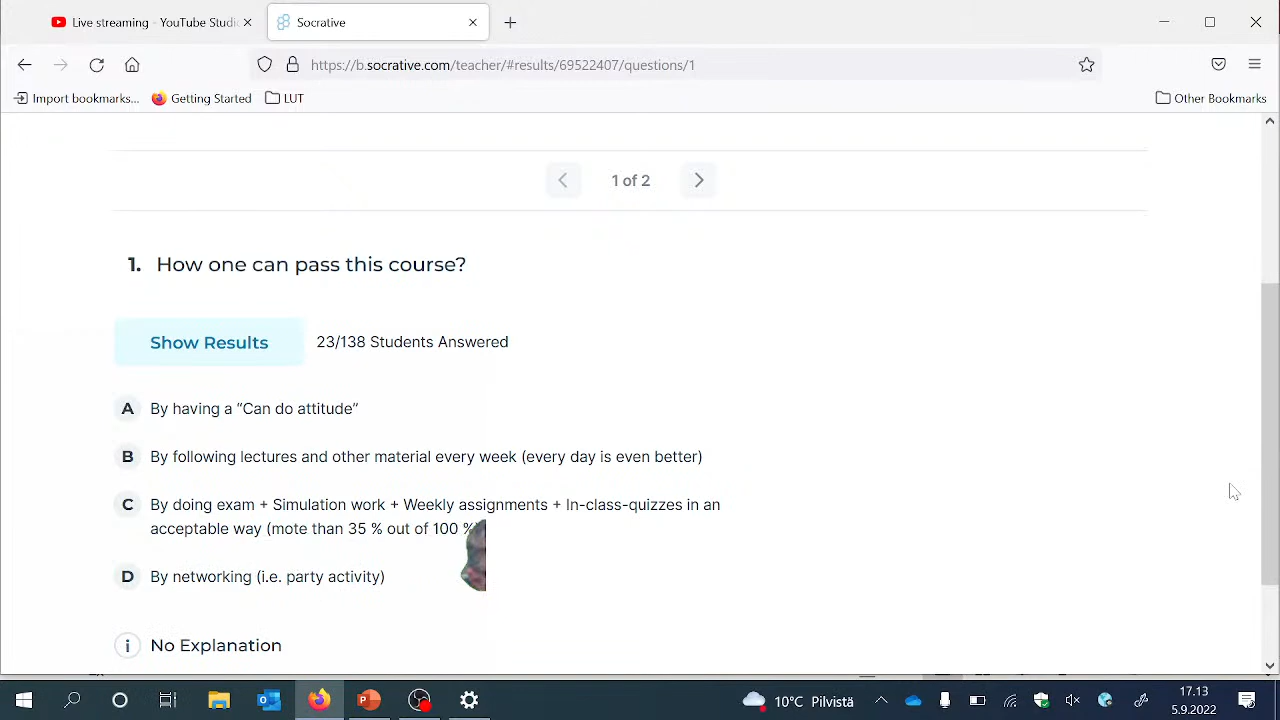 Live streaming - YouTube Studi
Socrative
https://b.socrative.com/teacher/#results/69522407/questions/1
Import bookmarks...
Getting Started
LUT
Other Bookmarks
1 of 2
1. How one can pass this course?
Show Results
23/138 Students Answered
A By having a “Can do attitude”
B By following lectures and other material every week (every day is even better)
C By doing exam + Simulation work + Weekly assignments + In-class-quizzes in an
acceptable way (mote than 35 % out of 100 %)
D By networking (i.e. party activity)
i No Explanation
10°C Pilvistä
17.13
5.9.2022